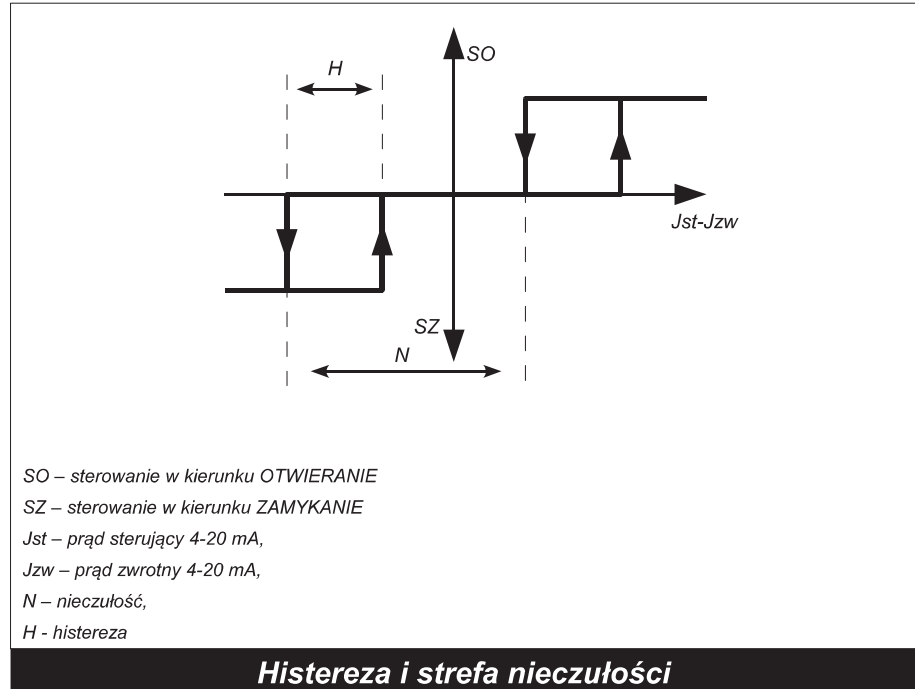 SO
H
Jst-Jzw
SZ
N
SO – sterowanie w kierunku OTWIERANIE
SZ – sterowanie w kierunku ZAMYKANIE
Jst – prąd sterujący 4-20 mA,
Jzw – prąd zwrotny 4-20 mA,
N – nieczułość,
H - histereza
Histereza i strefa nieczułości